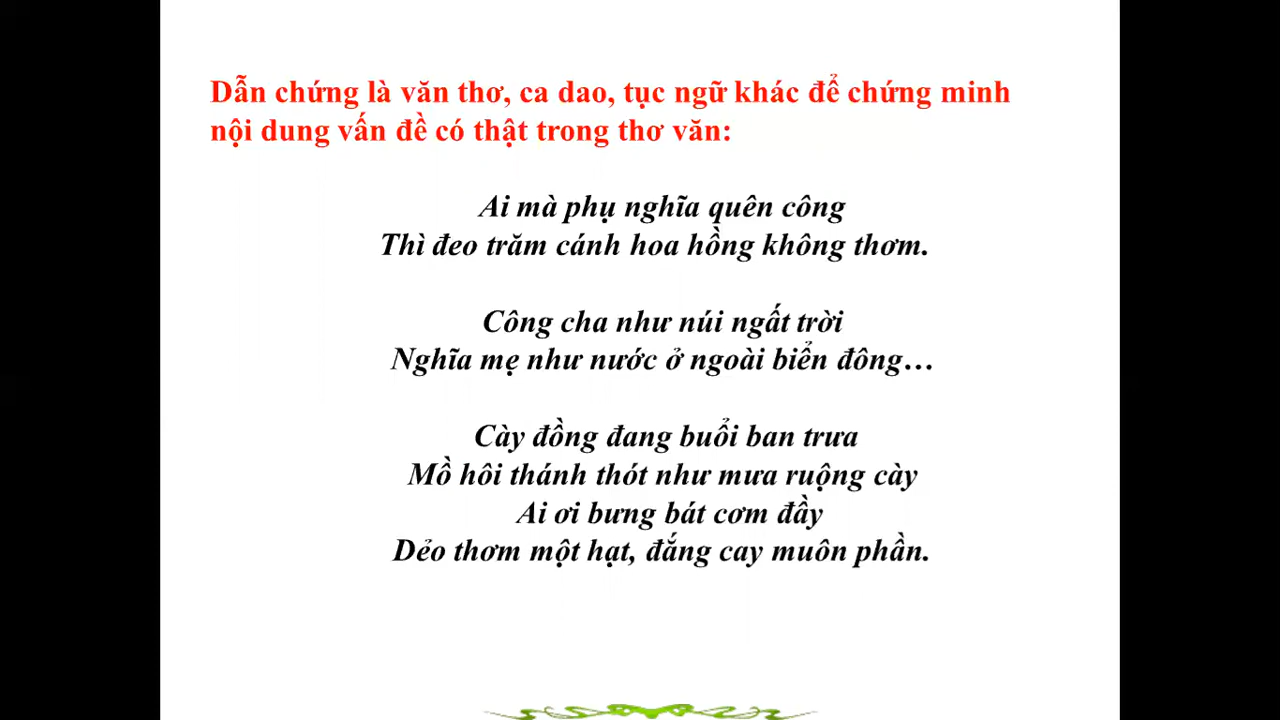 Dẫn chứng là văn thơ, ca dao, tục ngữ khác để chứng minh
nội dung vấn đề có thật trong thơ văn:
Ai mà phụ nghĩa quên công
Thì đeo trăm cánh hoa hồng không thơm.
Công cha như núi ngất trời
Nghĩa mẹ như nước ở ngoài biển đông…
Cày đồng đang buổi ban trưa
Mồ hôi thánh thót như mưa ruộng cày
Ai ơi bưng bát cơm đầy
Dẻo thơm một hạt, đắng cay muôn phần.